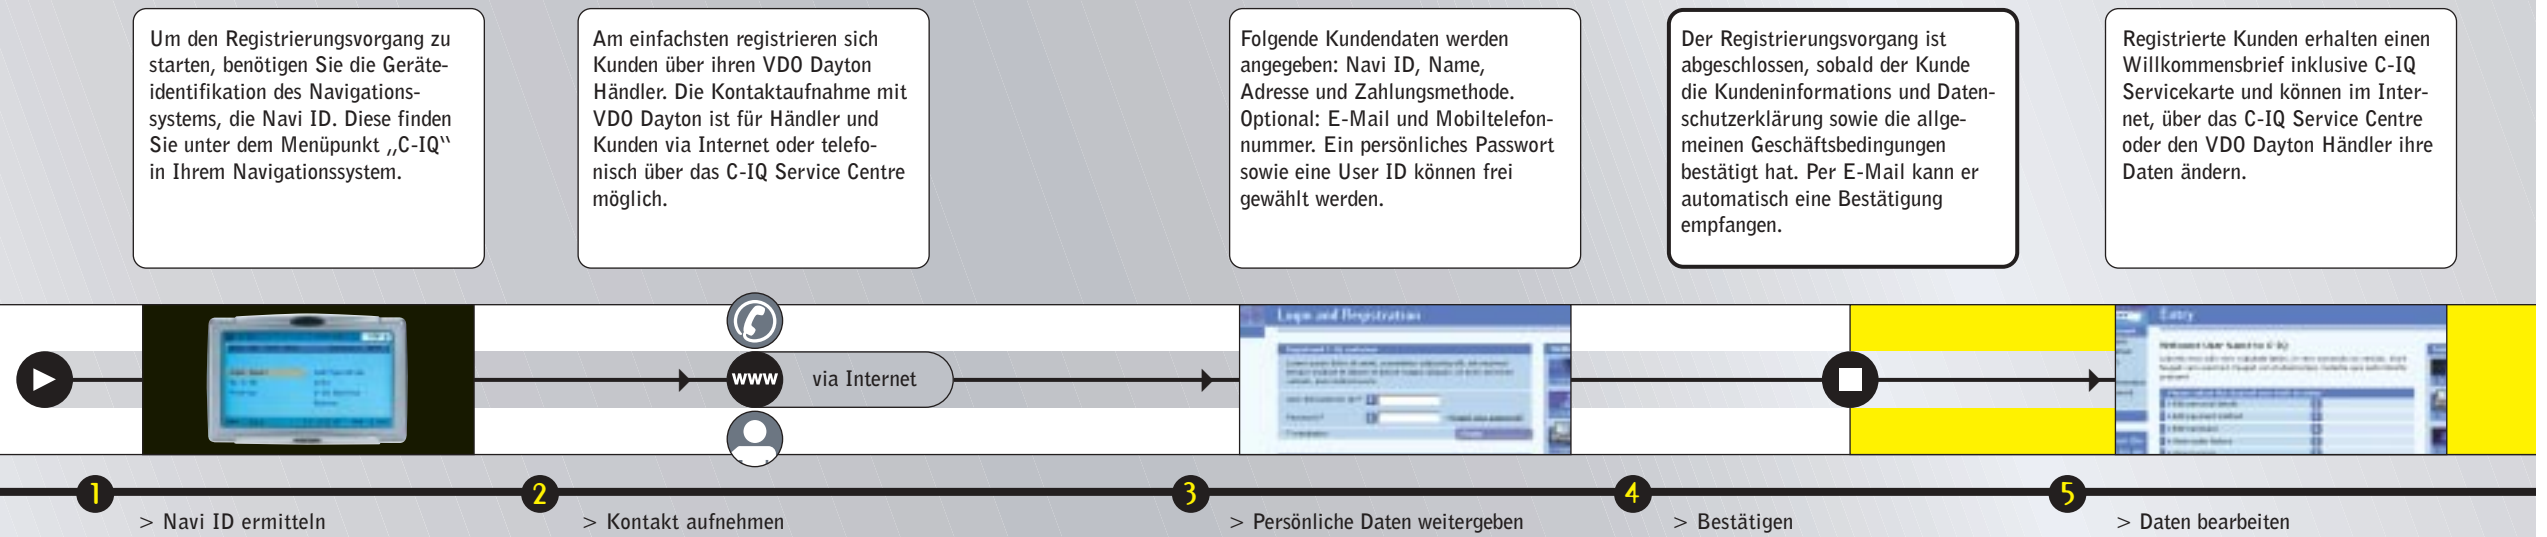 Um den Registrierungsvorgang zu
starten, benötigen Sie die Geräte-
identifikation des Navigations-
systems, die Navi ID. Diese finden
Sie unter dem Menüpunkt „C-IQ“
in Ihrem Navigationssystem.
Am einfachsten registrieren sich
Kunden über ihren VDO Dayton
Händler. Die Kontaktaufnahme mit
VDO Dayton ist für Händler und
Kunden via Internet oder telefo-
nisch über das C-IQ Service Centre
möglich.
Folgende Kundendaten werden
angegeben: Navi ID, Name,
Adresse und Zahlungsmethode.
Optional: E-Mail und Mobiltelefon-
nummer. Ein persönliches Passwort
sowie eine User ID können frei
gewählt werden.
Der Registrierungsvorgang ist
abgeschlossen, sobald der Kunde
die Kundeninformations und Daten-
schutzerklärung sowie die allge-
meinen Geschäftsbedingungen
bestätigt hat. Per E-Mail kann er
automatisch eine Bestätigung
empfangen.
Registrierte Kunden erhalten einen
Willkommensbrief inklusive C-IQ
Servicekarte und können im Inter-
net, über das C-IQ Service Centre
oder den VDO Dayton Händler ihre
Daten ändern.
www via Internet
Login and Registration
Entry
Welcome User Name to C-IQ
1
> Navi ID ermitteln
2
> Kontakt aufnehmen
3
> Persönliche Daten weitergeben
4
> Bestätigen
5
> Daten bearbeiten